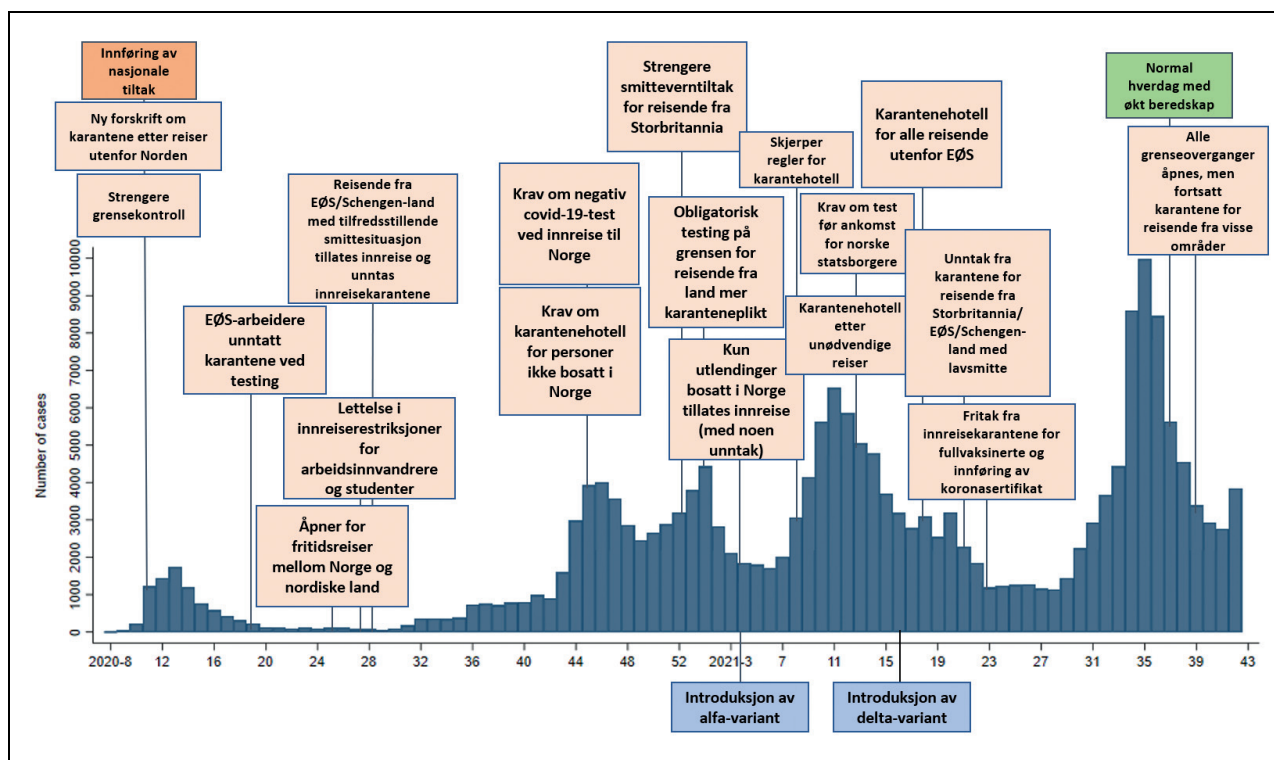 Innføring av
nasjonale
tiltak
Ny forskrift om
karantene etter reiser
utenfor Norden
Strengere
grensekontroll
EØS-arbeidere
unntatt
karantene ved
testing
Reisende fra
EØS/Schengen-land
med tilfredsstillende
smittesituasjon
tillates innreise og
unntas
innreisekarantene
Lettelse i
innreiserestriksjoner
for
arbeidsinnvandrere
og studenter
Åpner for
fritidsreiser
mellom Norge og
nordiske land
Krav om negativ
covid-19-test
ved innreise til
Norge
Krav om
karantenehotell
for personer
ikke bosatt i
Norge
Strengere
smitteverntiltak
for reisende fra
Storbritannia
Obligatorisk
testing på
grensen for
reisende fra
land mer
karanteneplikt
Kun
utlendinger
bosatt i Norge
tillates innreise
(med noen
unntak)
Skjerper
regler for
karantehotell
Krav om test
før ankomst
for norske
statsborgere
Karantenehotell
etter
unødvendige
reiser
Karantenehotell
for alle reisende
utenfor EØS
Unntak fra
karantene for
reisende fra
Storbritannia/
EØS/Schengen-
land med
lavsmitte
Fritak fra
innreisekarantene for
fullvaksinerte og
innføring av
koronasertifikat
Normal
hverdag med
økt beredskap
Alle
grenseoverganger
åpnes, men
fortsatt
karantene for
reisende fra visse
områder
Number of cases
10000
9000
8000
7000
6000
5000
4000
3000
2000
1000
0
2020-8 12 16 20 24 28 32 36 40 44 48 52 2021-3 7 11 15 19 23 27 31 35 39 43
Introduksjon av
alfa-variant
Introduksjon av
delta-variant